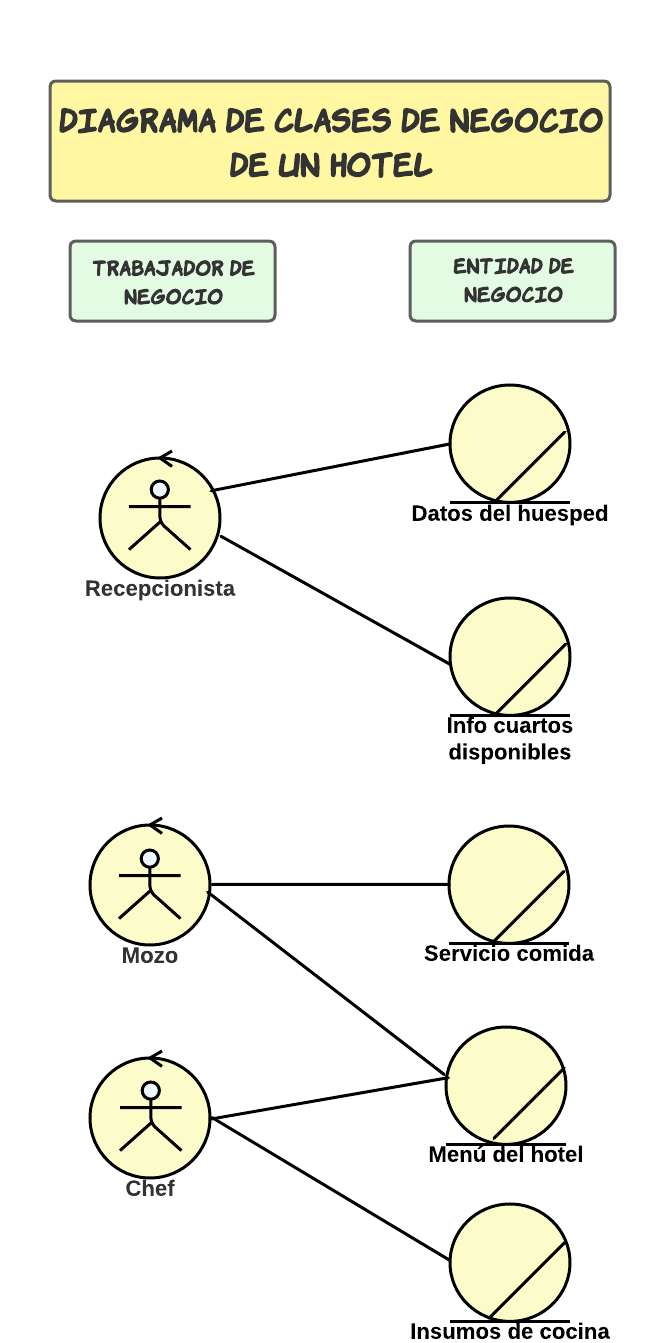 DIAGRAMA DE CLASES DE NEGOCIO
DE UN HOTEL
TRABAJADOR DE
NEGOCIO
ENTIDAD DE
NEGOCIO
Datos del huesped
Recepcionista
Info cuartos
disponibles
Mozo
Servicio comida
Menú del hotel
Chef
Insumos de cocina